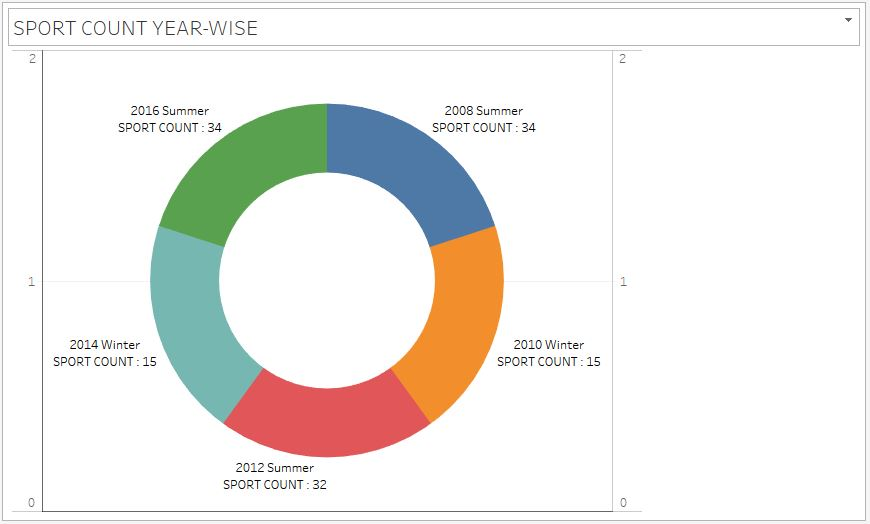 SPORT COUNT YEAR-WISE
2
2
2016 Summer
SPORT COUNT : 34
2008 Summer
SPORT COUNT : 34
1
1
2014 Winter
SPORT COUNT : 15
2010 Winter
SPORT COUNT : 15
2012 Summer
SPORT COUNT : 32
0
0